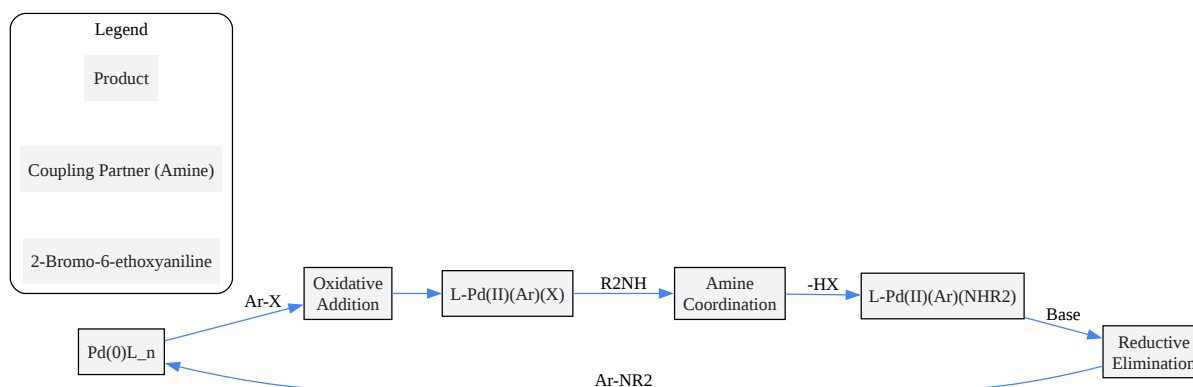 Legend
Product
Coupling Partner (Amine)
2-Bromo-6-ethoxyaniline
Pd(0)L_n
Ar-X
Oxidative
Addition
L-Pd(II)(Ar)(X)
R2NH
Amine
Coordination
-HX
L-Pd(II)(Ar)(NHR2)
Base
Reductive
Elimination
Ar-NR2